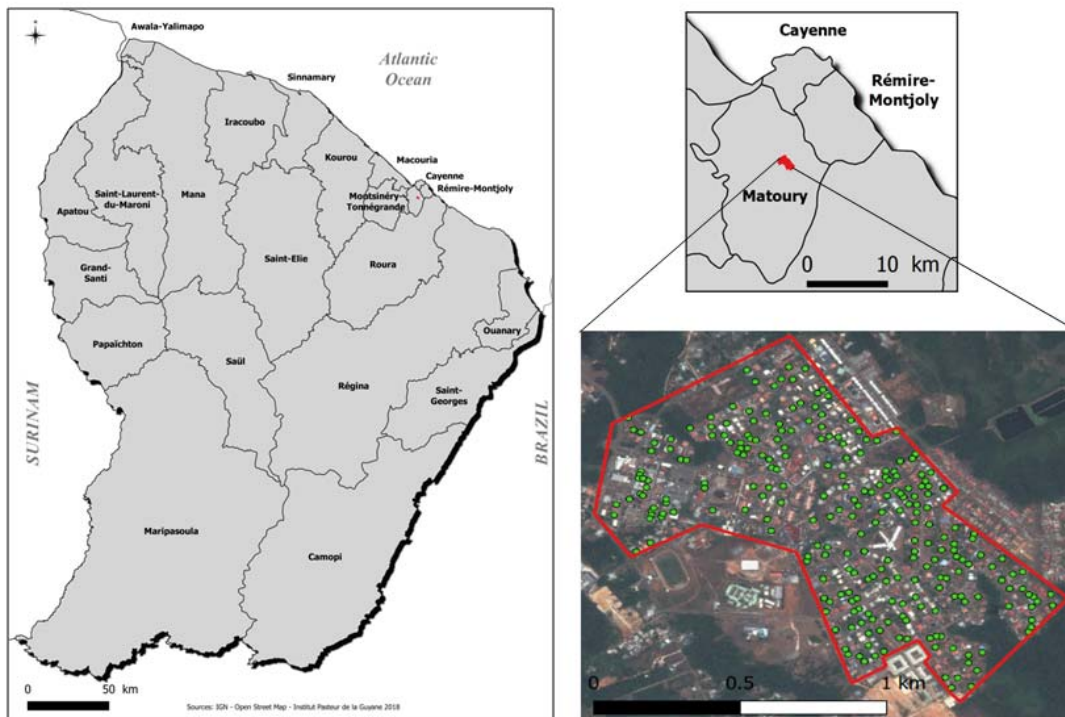 Awala-Yalimapo
Atlantic
Ocean
Sinnamary
Iracoubo
Kourou
Macouria
Cayenne
Rémire-Montjoly
Montsinéry-
Tonnégrande
Mana
Saint-Laurent-
du-Maroni
Apatou
Saint-Elie
Roura
Grand-
Santi
Ouanary
Papaïchton
Saül
Régina
Saint-
Georges
SURINAM
BRAZIL
Maripasoula
Camopi
0 50 km
Sources: IGN - Open Street Map - Institut Pasteur de la Guyane 2018
Cayenne
Rémire-
Montjoly
Matoury
0 10 km
0 0.5 1 km